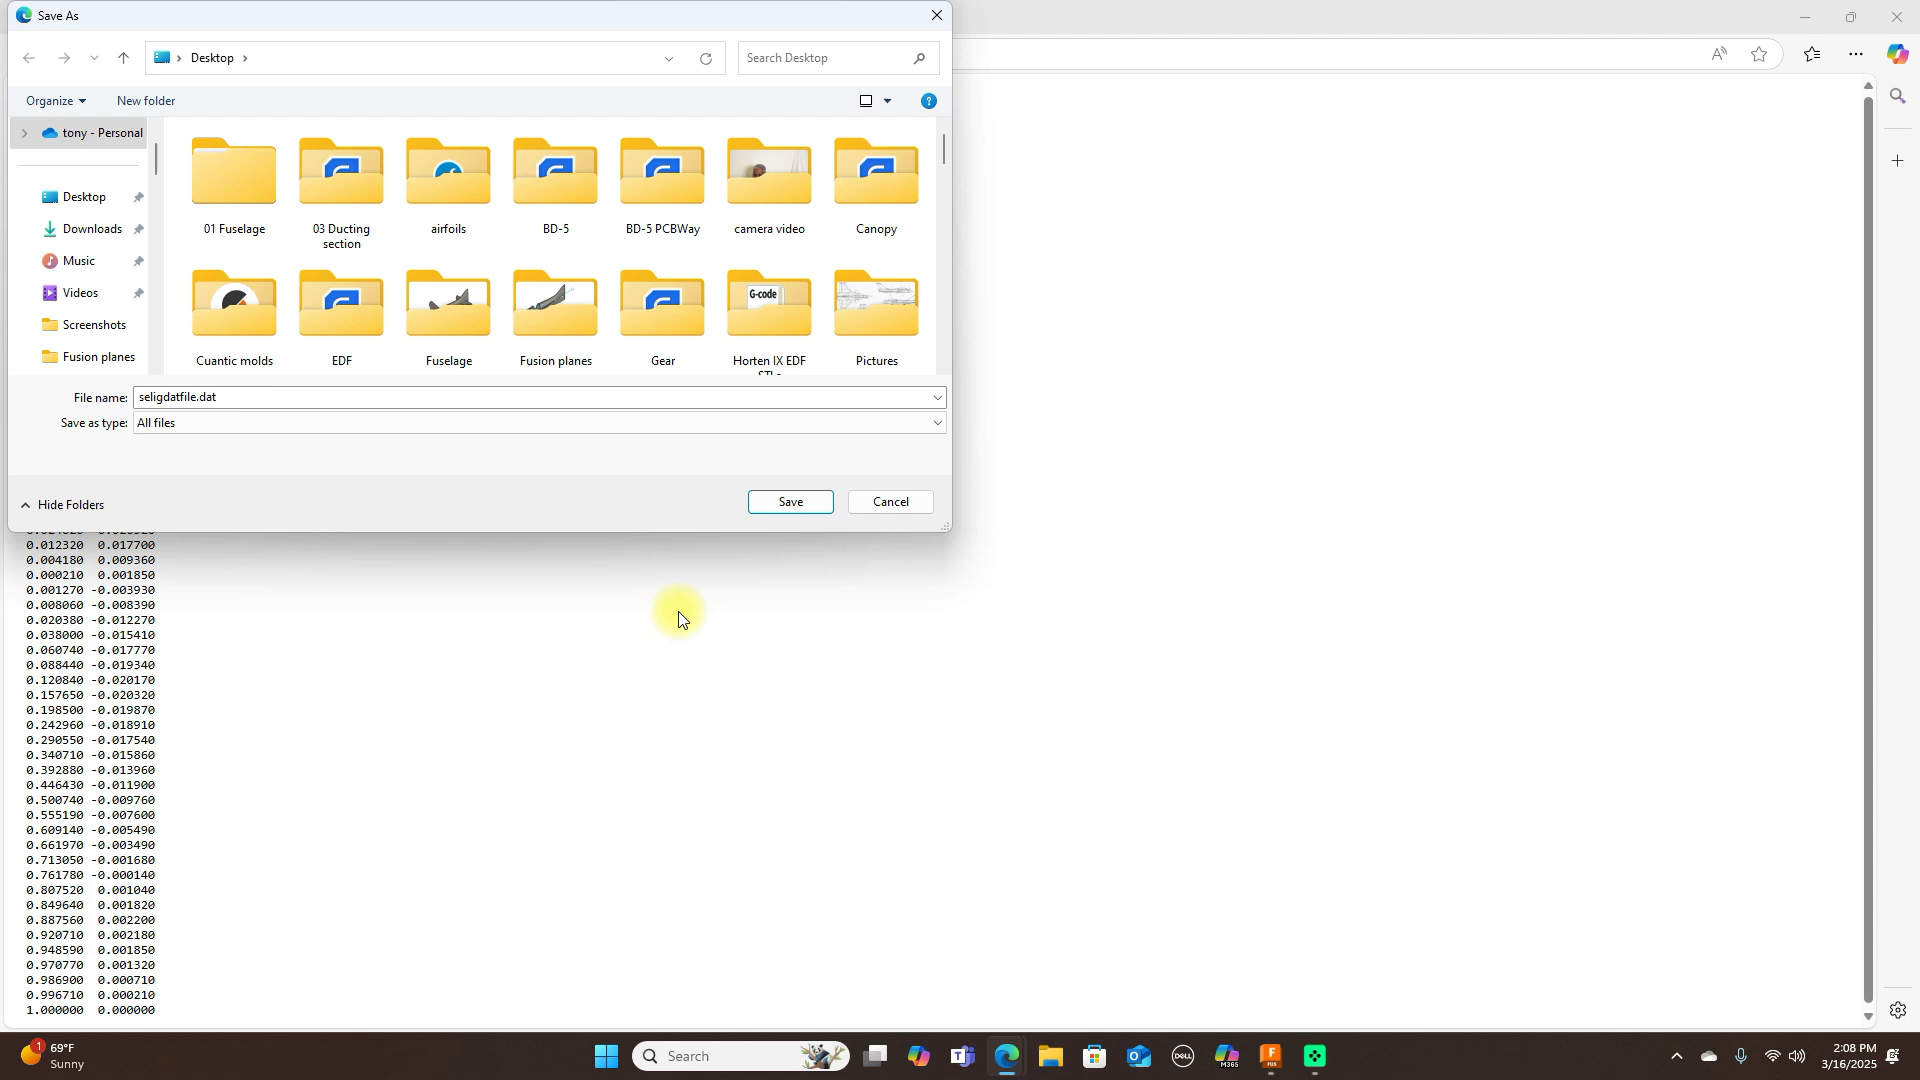 Save As
Desktop
Search Desktop
Organize
New folder
tony - Personal
Desktop
Downloads
Music
Videos
Screenshots
Fusion planes
01 Fuselage
03 Ducting
section
airfoils
BD-5
BD-5 PCBWay
camera video
Canopy
G-code
Cuantic molds
EDF
Fuselage
Fusion planes
Gear
Horten IX EDF
Pictures
File name: seligdatfile.dat
Save as type: All files
Hide Folders
Save
Cancel
0.012320 0.017700
0.004180 0.009360
0.000210 0.001850
0.001270 -0.003930
0.008060 -0.008390
0.020380 -0.012270
0.038000 -0.015410
0.060740 -0.017770
0.088440 -0.019340
0.120840 -0.020170
0.157650 -0.020320
0.198500 -0.019870
0.242960 -0.018910
0.290550 -0.017540
0.340710 -0.015860
0.392880 -0.013960
0.446430 -0.011900
0.500740 -0.009760
0.555190 -0.007600
0.609140 -0.005490
0.661970 -0.003490
0.713050 -0.001680
0.761780 -0.000140
0.807520 0.001040
0.849640 0.001820
0.887560 0.002200
0.920710 0.002180
0.948590 0.001850
0.970770 0.001320
0.986900 0.000710
0.996710 0.000210
1.000000 0.000000
1
69°F
Sunny
Search
DELL
M365
F
FUS
2:08 PM
3/16/2025